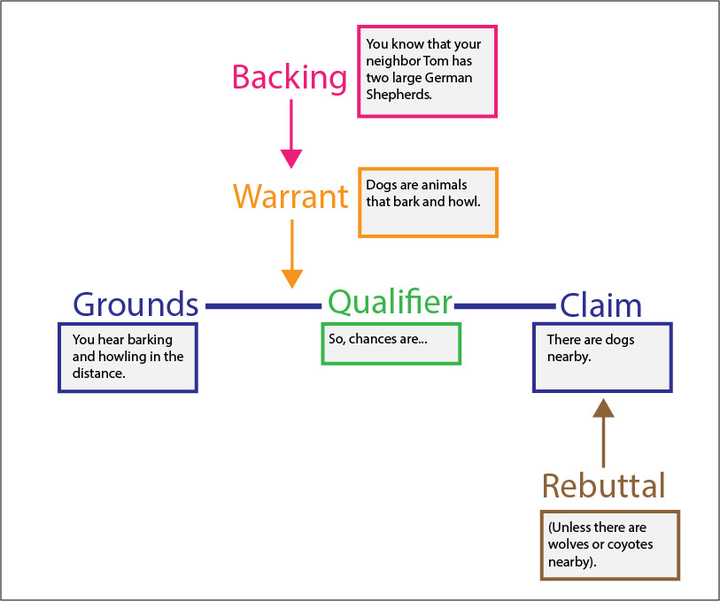 Backing
You know that your
neighbor Tom has
two large German
Shepherds.
Warrant
Dogs are animals
that bark and howl.
Grounds
You hear barking
and howling in the
distance.
Qualifier
So, chances are...
Claim
There are dogs
nearby.
Rebuttal
(Unless there are
wolves or coyotes
nearby).